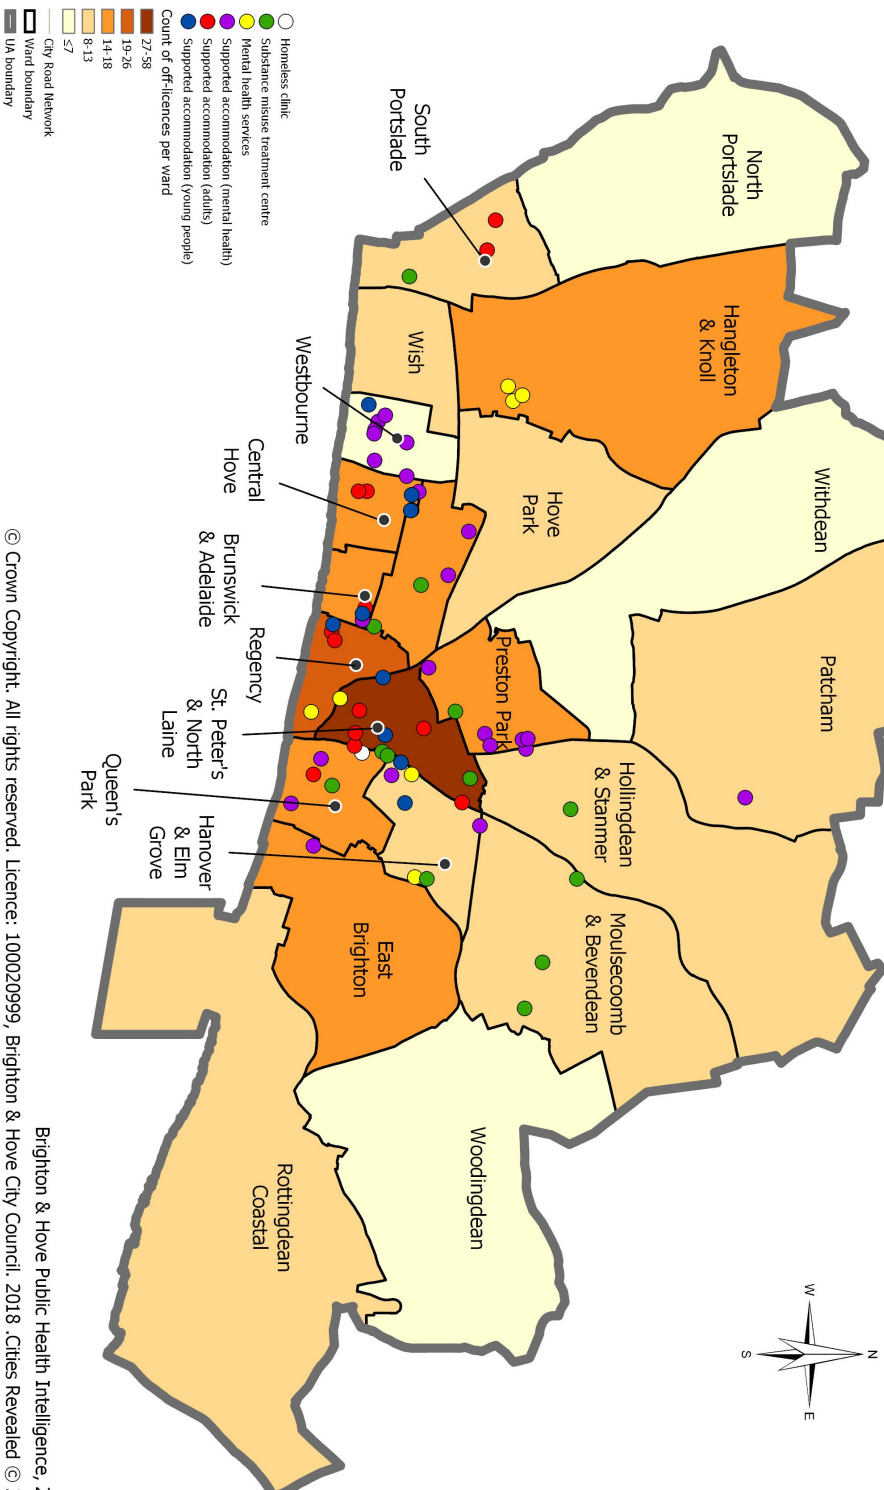 North
Portslade
Hangleton
& Knoll
South
Portslade
Wish
Westbourne
Hove
Park
Withdean
Patcham
Central
Hove
Brunswick
& Adelaide
Regency
Preston Park
St. Peter's
& North
Laine
Queen's
Park
Hanover
& Elm
Grove
Hollingdean
& Stanmer
Moulsecoomb
& Bevendean
East
Brighton
Woodingdean
Rottingdean
Coastal
N
W
E
S
Homeless clinic
Substance misuse treatment centre
Mental health services
Supported accommodation (mental health)
Supported accommodation (adults)
Supported accommodation (young people)
Count of off-licences per ward
27-58
19-26
14-18
8-13
≤7
City Road Network
Ward boundary
UA boundary
Brighton & Hove Public Health Intelligence,
© Crown Copyright. All rights reserved. Licence: 100020999, Brighton & Hove City Council. 2018 .Cities Revealed ©